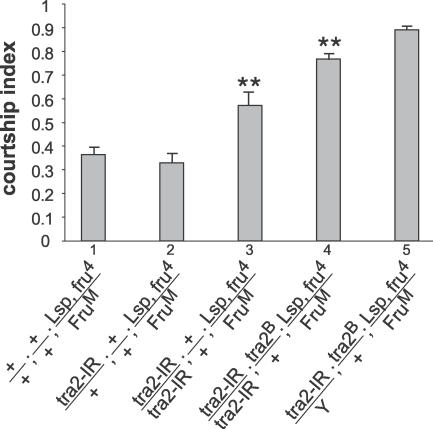 courtship index
1
0.9
0.8
0.7
0.6
0.5
0.4
0.3
0.2
0.1
0
** **
1 2 3 4 5
+/+ ; +/+ ; Lsp, fru4/FruM
tra2-IR/+ ; +/+ ; Lsp, fru4/FruM
tra2-IR/tra2-IR ; +/+ ; Lsp, fru4/FruM
tra2-IR/tra2-IR ; tra2B/+ ; Lsp, fru4/FruM
tra2-IR/Y ; tra2B/+ ; Lsp, fru4/FruM